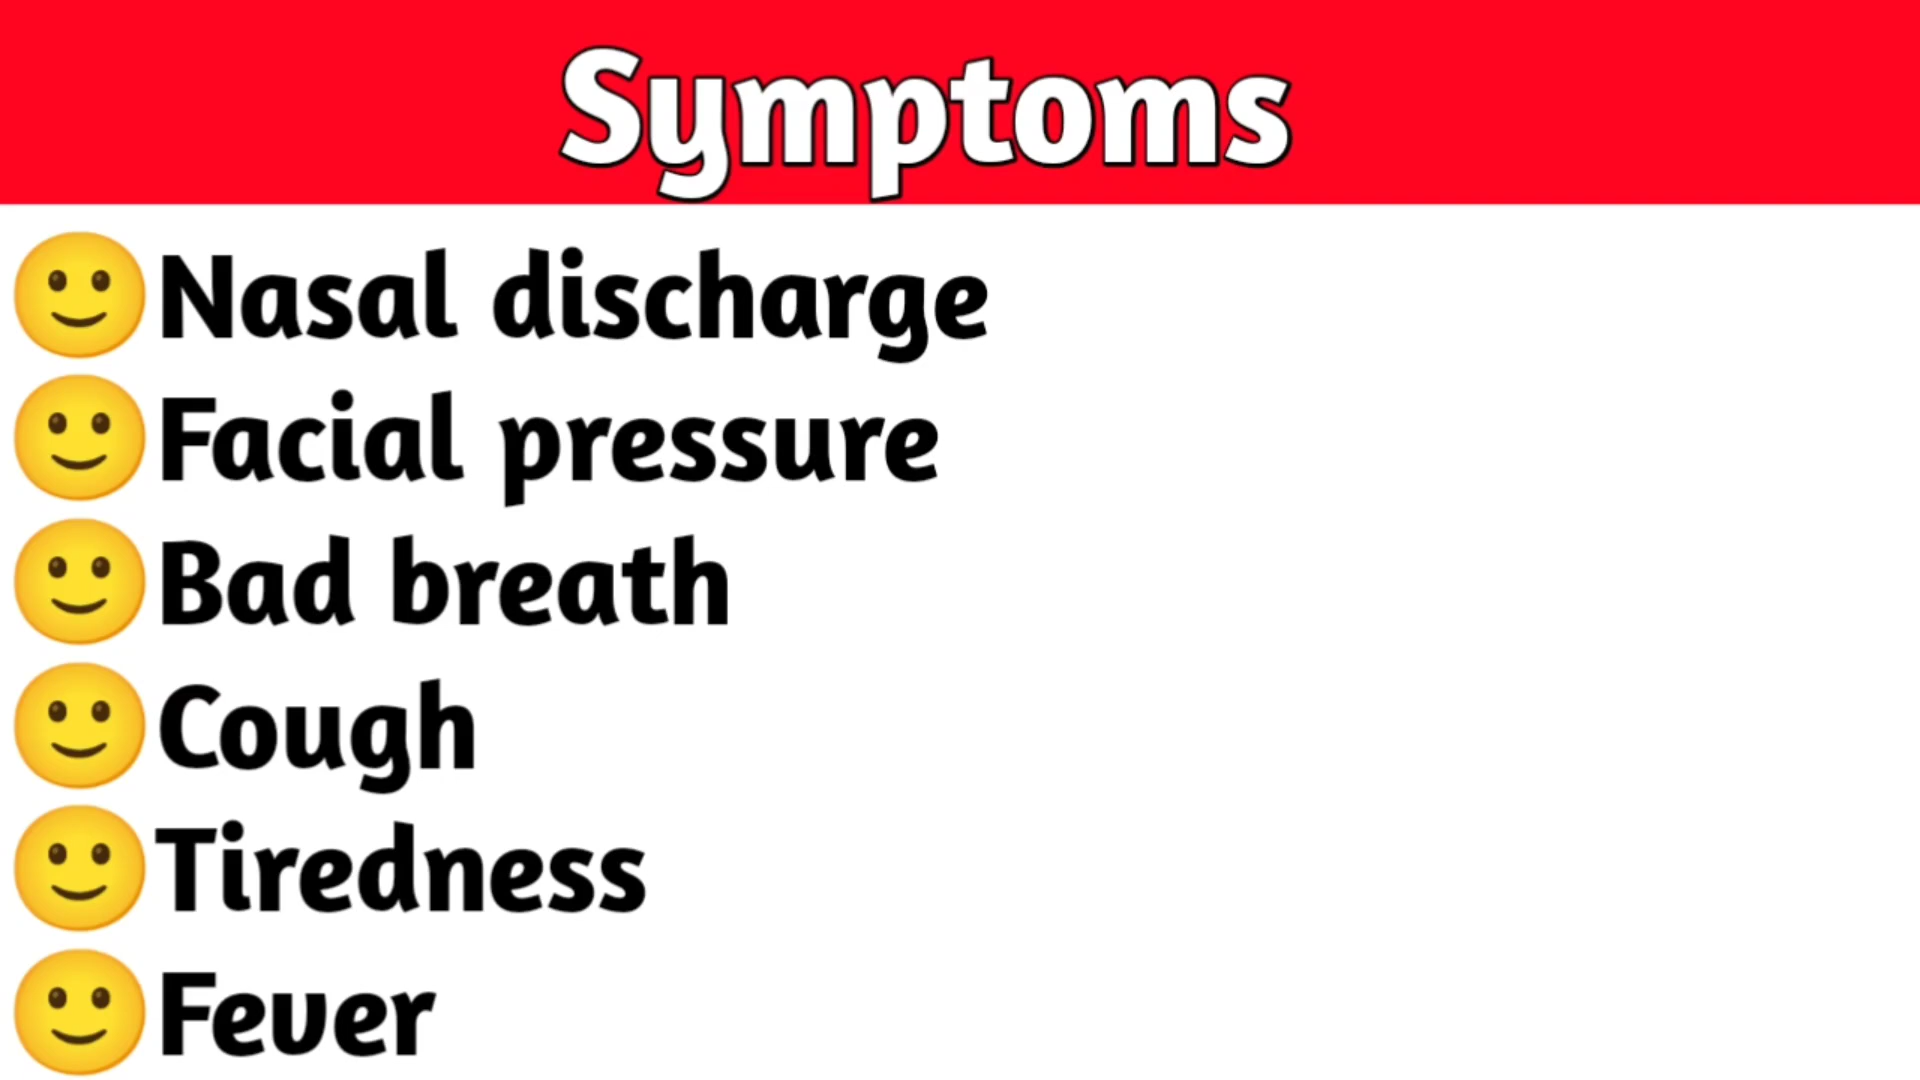 Symptoms
🙂Nasal discharge
🙂Facial pressure
🙂Bad breath
🙂Cough
🙂Tiredness
🙂Fever